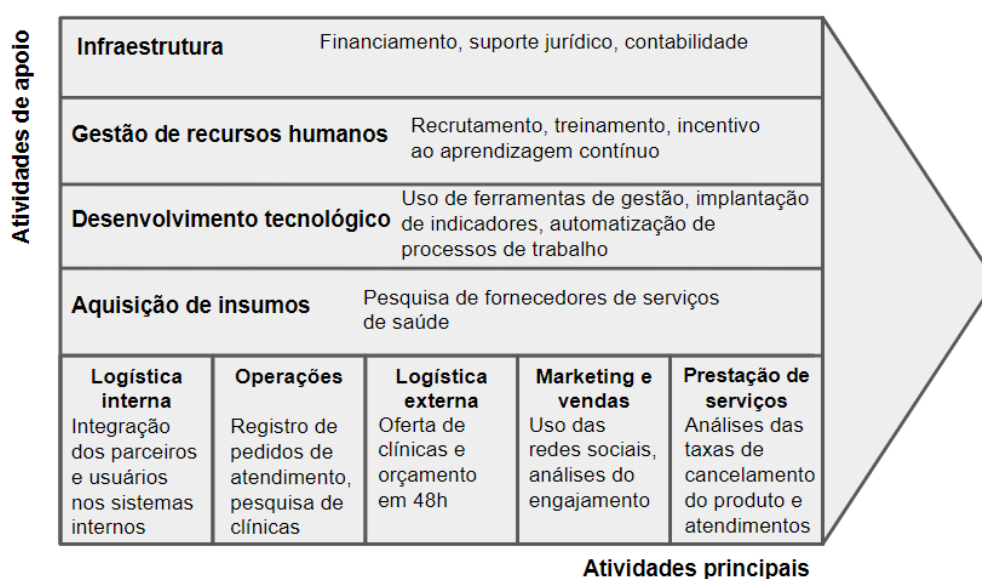 Atividades de apoio
Infraestrutura
Financiamento, suporte jurídico, contabilidade
Gestão de recursos humanos
Recrutamento, treinamento, incentivo
ao aprendizagem contínuo
Desenvolvimento tecnológico
Uso de ferramentas de gestão, implantação
de indicadores, automatização de
processos de trabalho
Aquisição de insumos
Pesquisa de fornecedores de serviços
de saúde
Logística
interna
Integração
dos parceiros
e usuários
nos sistemas
internos
Operações
Registro de
pedidos de
atendimento,
pesquisa de
clínicas
Logística
externa
Oferta de
clínicas e
orçamento
em 48h
Marketing e
vendas
Uso das
redes sociais,
análises do
engajamento
Prestação de
serviços
Análises das
taxas de
cancelamento
do produto e
atendimentos
Atividades principais